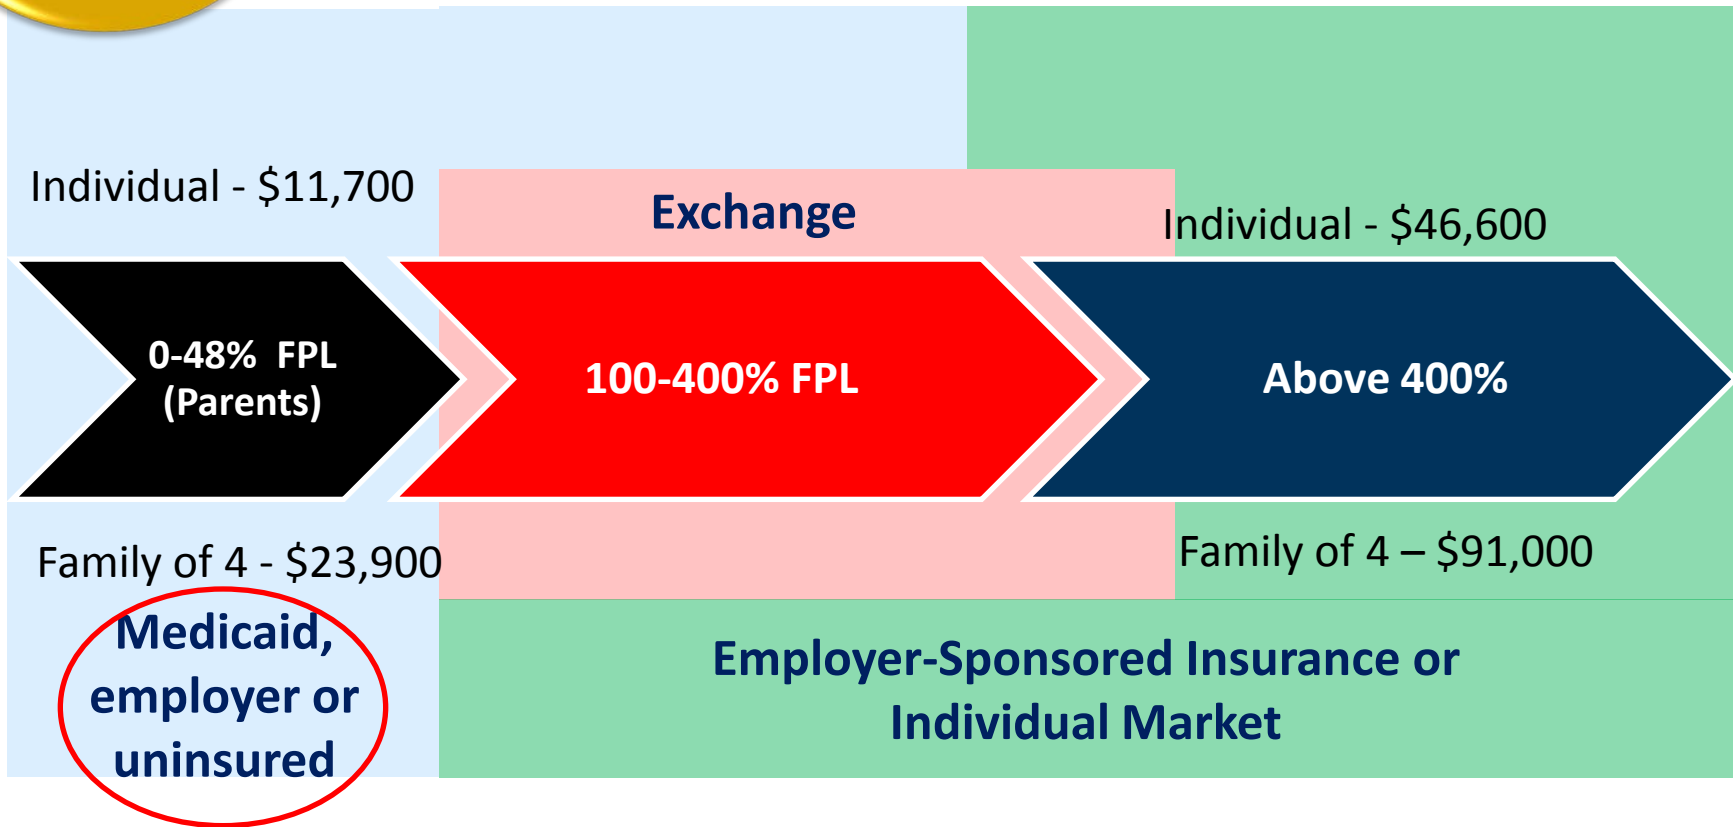 Individual - $11,700
Exchange
Individual - $46,600
0-48% FPL
(Parents)
100-400% FPL
Above 400%
Family of 4 - $23,900
Family of 4 – $91,000
Medicaid,
employer or
uninsured
Employer-Sponsored Insurance or
Individual Market